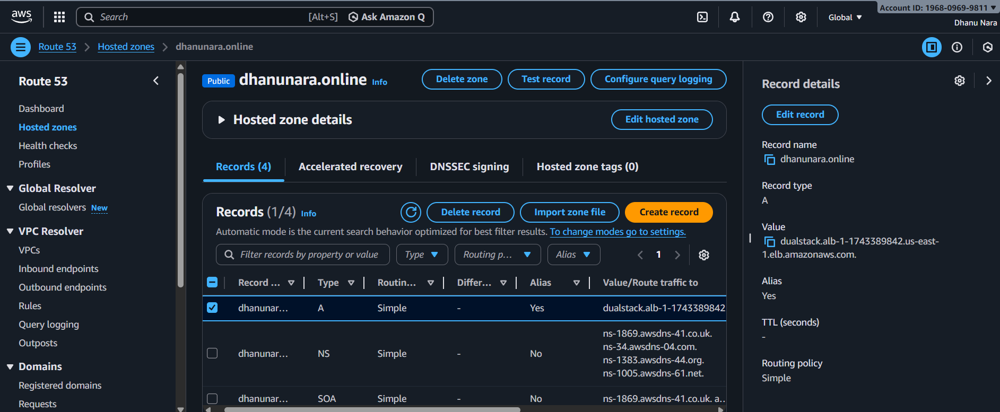 aws
Search
[Alt+S]
Ask Amazon Q
Global
Account ID: 1968-0969-9811
Dhanu Nara
Route 53
Hosted zones
dhanunara.online
Route 53
Dashboard
Hosted zones
Health checks
Profiles
Global Resolver
Global resolvers New
VPC Resolver
VPCs
Inbound endpoints
Outbound endpoints
Rules
Query logging
Outposts
Domains
Registered domains
Requests
Public dhanunara.online Info
Delete zone
Test record
Configure query logging
Hosted zone details
Edit hosted zone
Records (4)
Accelerated recovery
DNSSEC signing
Hosted zone tags (0)
Records (1/4) Info
Delete record
Import zone file
Create record
Automatic mode is the current search behavior optimized for best filter results. To change modes go to settings.
Filter records by property or value
Type
Routing p...
Alias
1
Record ... Type Routin... Differ... Alias Value/Route traffic to
dhanunar... A Simple - Yes dualstack.alb-1-1743389842
dhanunar... NS Simple - No
ns-1869.awsdns-41.co.uk.
ns-34.awsdns-04.com.
ns-1383.awsdns-44.org.
ns-1005.awsdns-61.net.
dhanunar... SOA Simple - No ns-1869.awsdns-41.co.uk. a...
Record details
Edit record
Record name
dhanunara.online
Record type
A
Value
dualstack.alb-1-1743389842.us-east-
1.elb.amazonaws.com.
Alias
Yes
TTL (seconds)
-
Routing policy
Simple